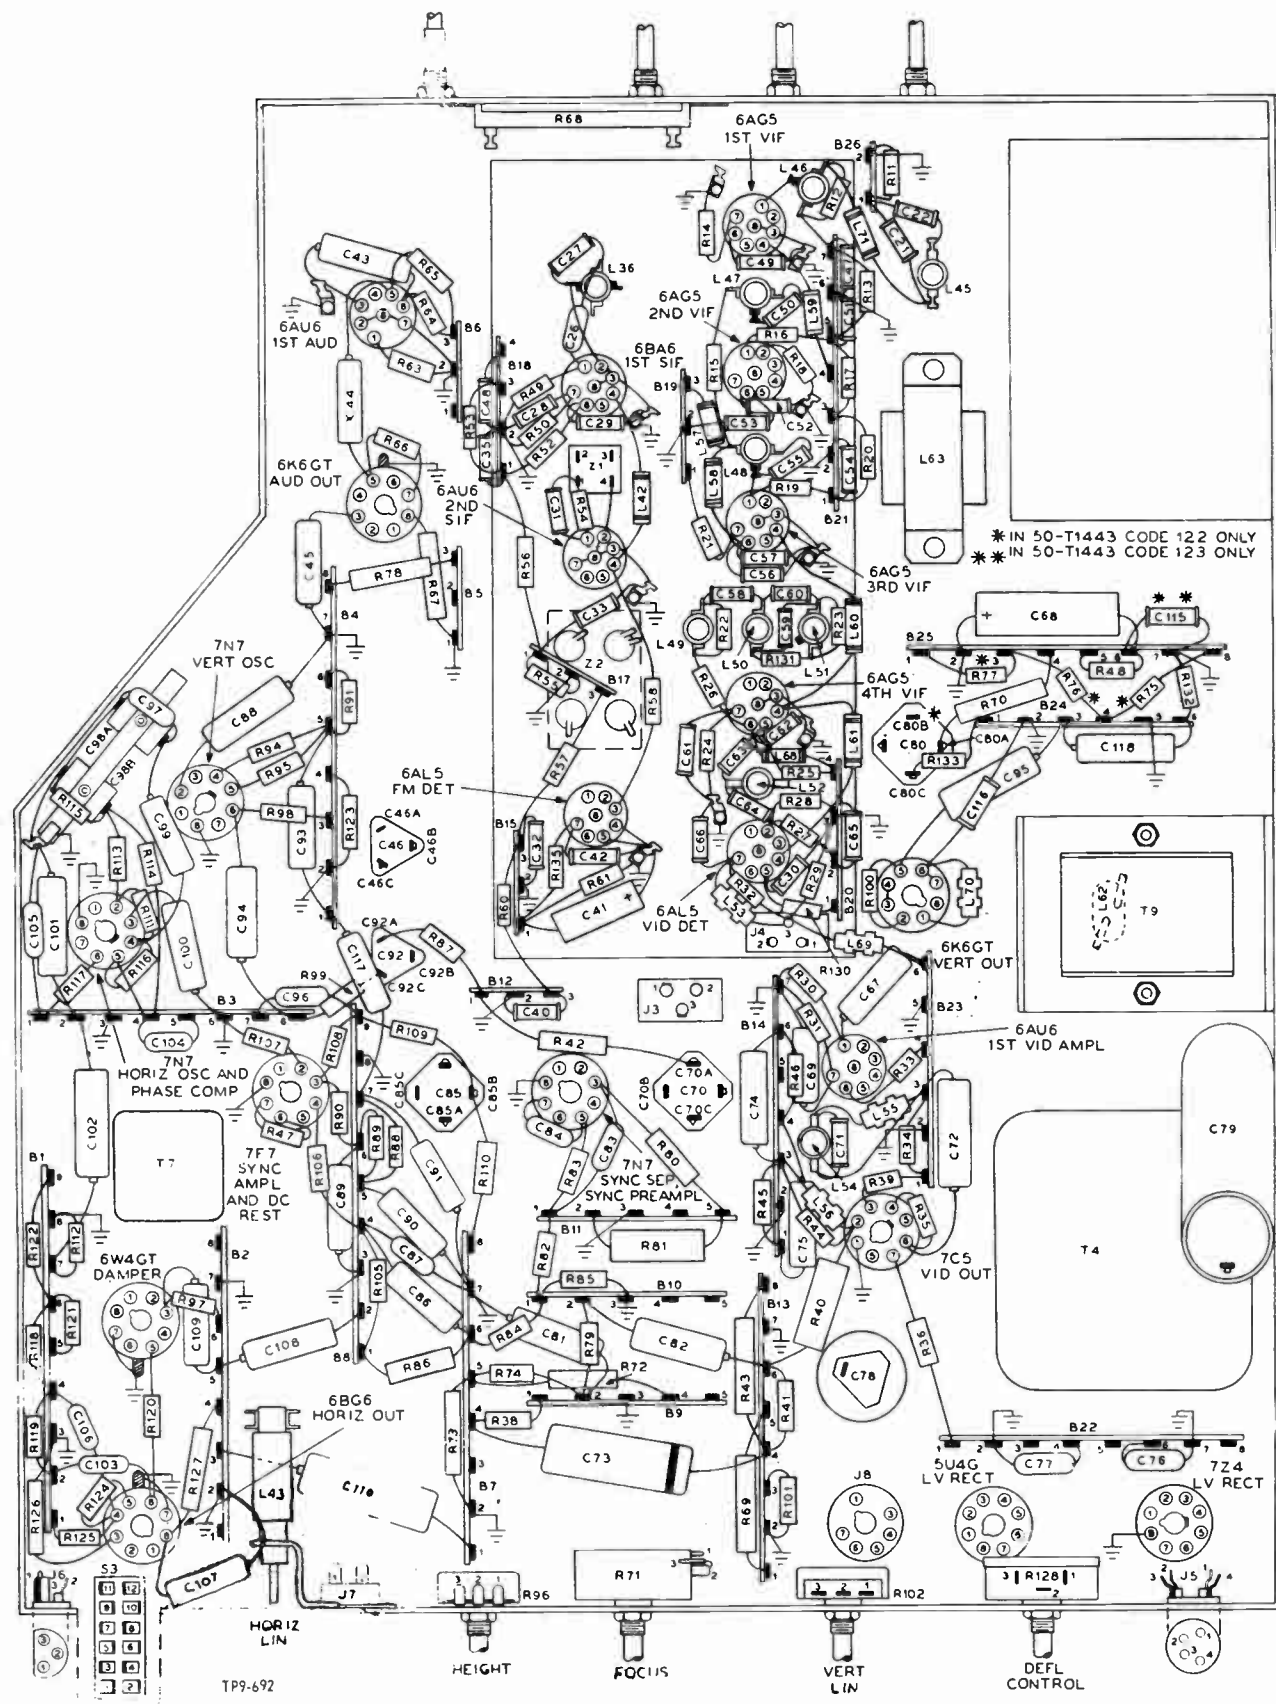 R68
6AG5
1ST VIF
B26
R11
L46
R12
R14
C22
C21
L71
L45
C49
C47
C43
R65
R64
R63
B6
6AU6
1ST AUD
C27
L36
C26
L47
C50
L59
C51
R13
6AG5
2ND VIF
R16
R18
R15
R17
6BA6
1ST SIF
B18
B19
R49
C28
R50
R52
C48
C35
R53
C29
C53
C52
L48
C55
C54
R20
L63
C44
R66
6K6GT
AUD OUT
6AU6
2ND
SIF
Z1
C31
R54
L42
L58
R19
B21
R21
C57
C56
6AG5
3RD VIF
* IN 50-T1443 CODE 122 ONLY
** IN 50-T1443 CODE 123 ONLY
C45
R78
R67
B5
B4
R56
C33
C58
C60
C59
R22
R23
L60
L49
L50
L51
R131
C68
C115
B25
R77
R48
R76
R75
R132
R70
B24
C118
7N7
VERT OSC
C97
C98A
C98B
C88
R91
R94
R95
R98
C93
R123
Z2
B17
R55
R58
R57
R26
6AG5
4TH VIF
C61
R24
C63
C62
L68
L61
R25
L52
C64
R28
C80B
C80
C80A
C80C
R133
C95
C116
6AL5
FM DET
C46A
C46
C46B
C46C
B15
C32
R135
C42
R61
C41
R60
C66
R27
C65
R32
C30
R29
L53
B20
6AL5
VID DET
R100
L70
L62
T9
R115
R113
R114
C99
C105
C101
R111
R116
R117
C100
C94
C92A
C92
C92B
C92C
R87
C117
R99
C96
B3
C104
7N7
HORIZ OSC AND
PHASE COMP
R107
R108
R109
B12
C40
J3
J4
L69
R130
6K6GT
VERT OUT
R30
C67
R31
B23
B14
6AU6
1ST VID AMPL
R33
R46
C69
C74
L55
R34
C72
C71
L54
R39
R35
R45
L56
R44
C75
7C5
VID OUT
C79
T4
C102
T7
R47
7F7
SYNC
AMPL
AND DC
REST
R90
R89
R88
R106
C89
C85C
C85
C85A
C85B
R110
C91
C90
R42
C84
R83
C83
R80
C70A
C70
C70B
C70C
7N7
SYNC SEP,
SYNC PREAMPL
B11
R82
R81
B1
R122
R112
R121
R118
6W4GT
DAMPER
R97
C109
B2
C108
R105
C87
C86
B8
R86
R85
B10
R84
C81
R79
C82
R72
R74
R38
B9
B13
R43
R41
R40
C78
R36
R119
C106
R120
C103
R127
R124
R126
R125
6BG6
HORIZ OUT
L43
C110
R73
B7
C73
R69
R101
J8
B22
C77
C76
5U4G
LV RECT
7Z4
LV RECT
J6
S3
C107
HORIZ
LIN
J7
R96
HEIGHT
R71
FOCUS
R102
VERT
LIN
R128
DEFL
CONTROL
J5
TP9-692